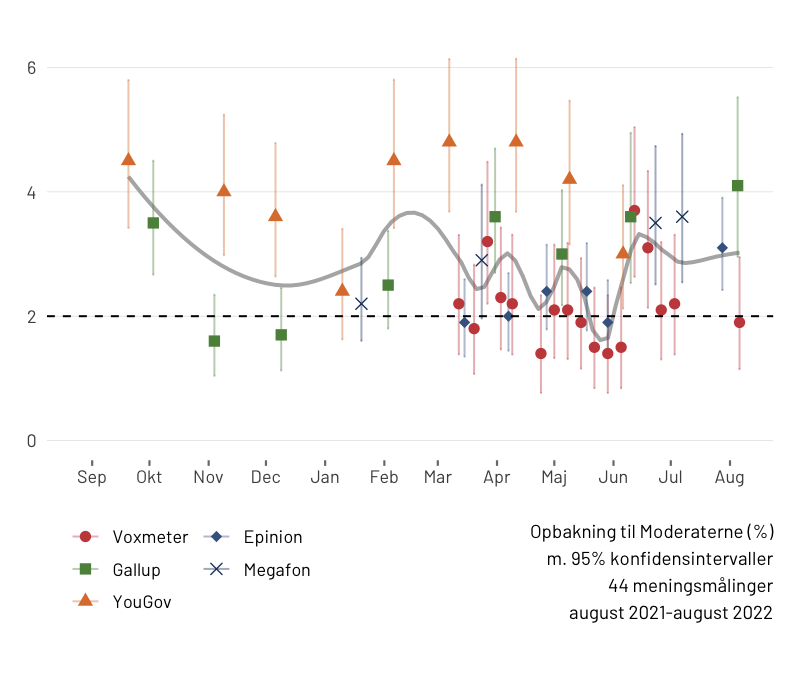 6
4
2
0
Sep Okt Nov Dec Jan Feb Mar Apr Maj Jun Jul Aug
Voxmeter
Gallup
YouGov
Epinion
Megafon
Opbakning til Moderaterne (%)
m. 95% konfidensintervaller
44 meningsmålinger
august 2021-august 2022